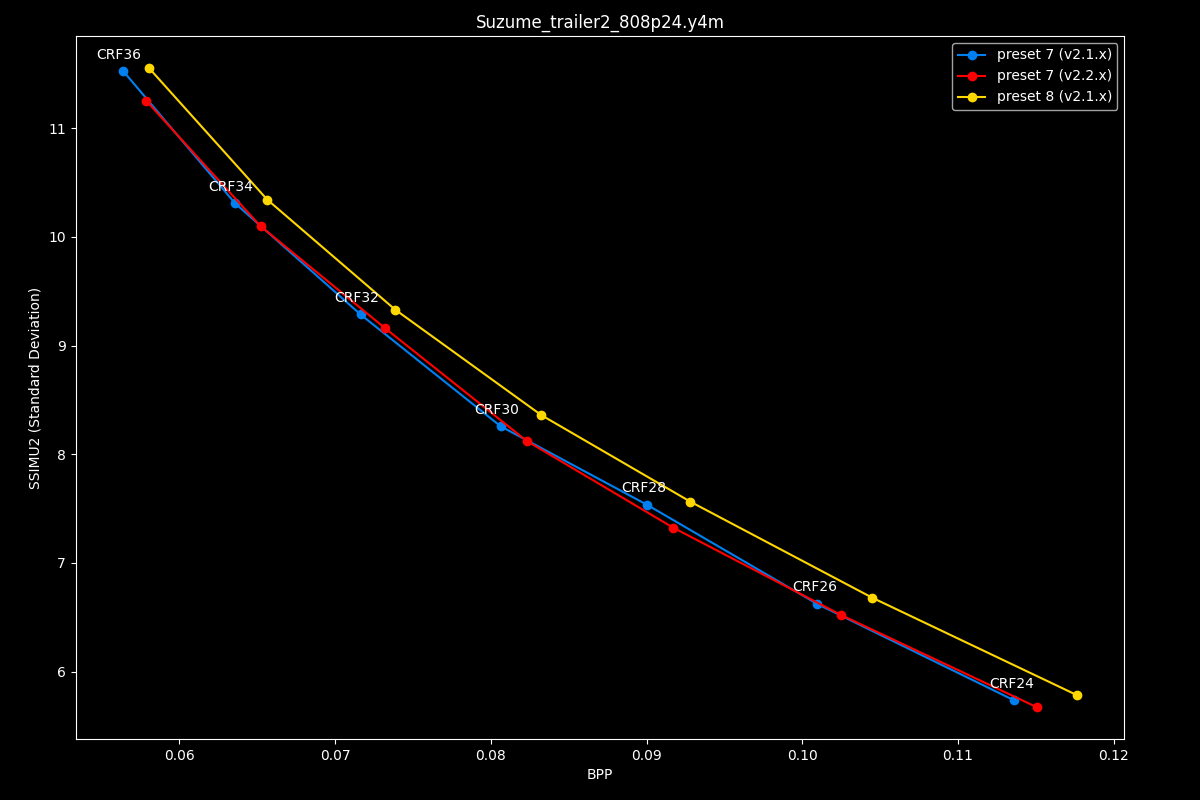 Suzume_trailer2_808p24.y4m
preset 7 (v2.1.x)
preset 7 (v2.2.x)
preset 8 (v2.1.x)
CRF36
CRF34
CRF32
CRF30
CRF28
CRF26
CRF24
SSIMU2 (Standard Deviation)
11
10
9
8
7
6
0.06 0.07 0.08 0.09 0.10 0.11 0.12
BPP